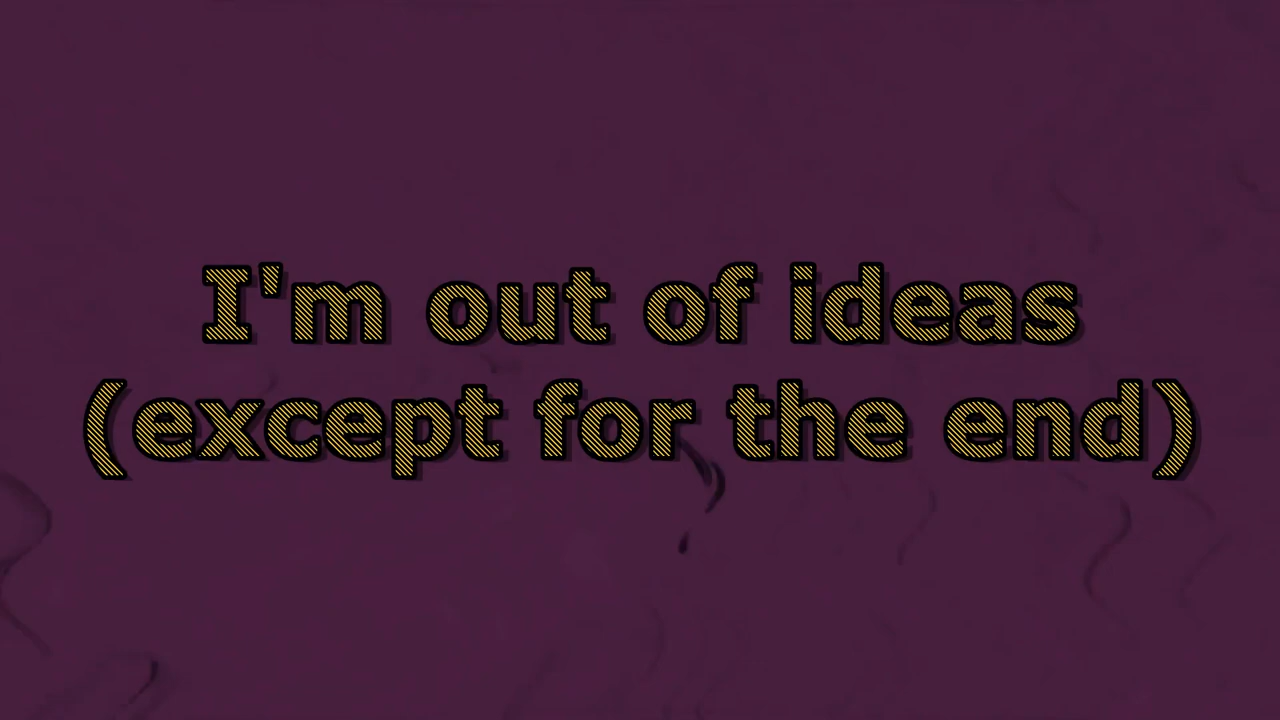 I'm out of ideas
(except for the end)